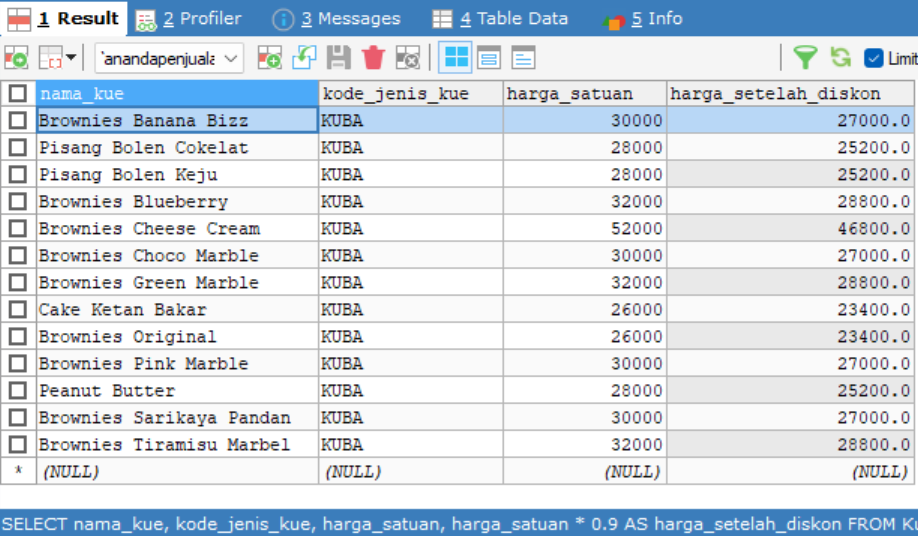 1 Result 2 Profiler 3 Messages 4 Table Data 5 Info
`anandapenjuala Limit
nama_kue kode_jenis_kue harga_satuan harga_setelah_diskon
Brownies Banana Bizz KUBA 30000 27000.0
Pisang Bolen Cokelat KUBA 28000 25200.0
Pisang Bolen Keju KUBA 28000 25200.0
Brownies Blueberry KUBA 32000 28800.0
Brownies Cheese Cream KUBA 52000 46800.0
Brownies Choco Marble KUBA 30000 27000.0
Brownies Green Marble KUBA 32000 28800.0
Cake Ketan Bakar KUBA 26000 23400.0
Brownies Original KUBA 26000 23400.0
Brownies Pink Marble KUBA 30000 27000.0
Peanut Butter KUBA 28000 25200.0
Brownies Sarikaya Pandan KUBA 30000 27000.0
Brownies Tiramisu Marbel KUBA 32000 28800.0
* (NULL) (NULL) (NULL) (NULL)
SELECT nama_kue, kode_jenis_kue, harga_satuan, harga_satuan * 0.9 AS harga_setelah_diskon FROM